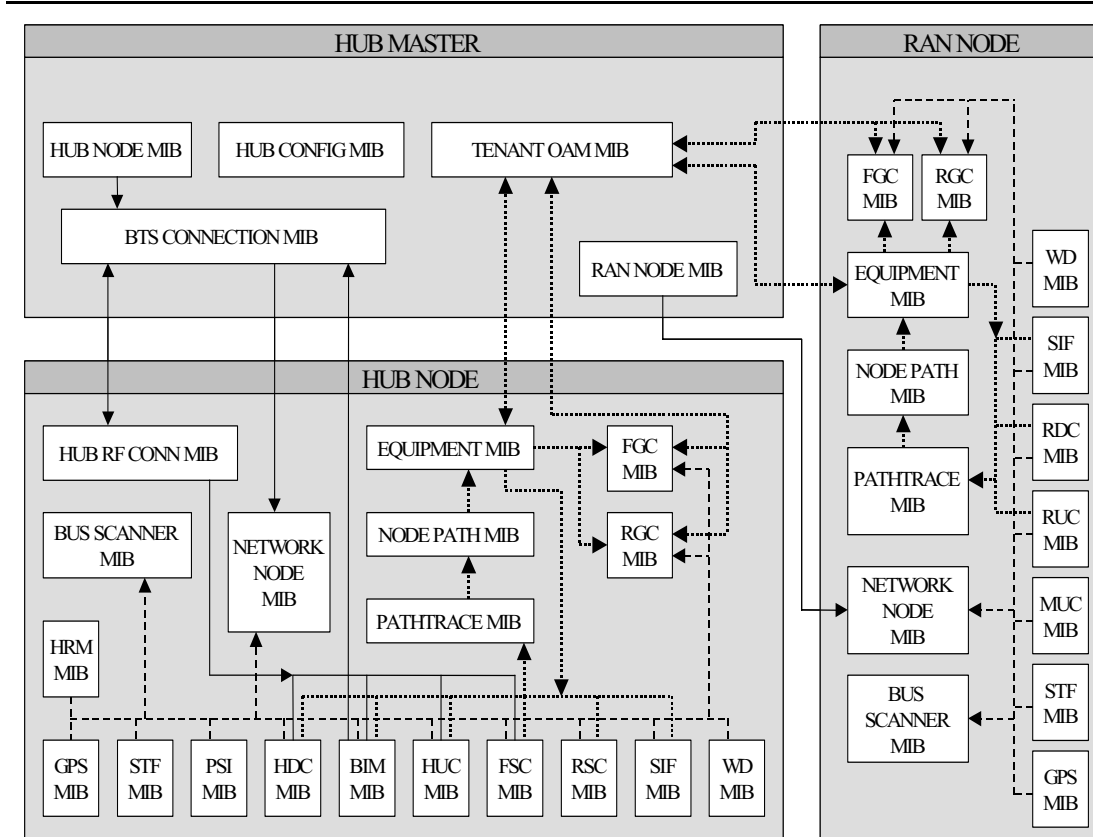 HUB MASTER
HUB NODE MIB
HUB CONFIG MIB
TENANT OAM MIB
BTS CONNECTION MIB
RAN NODE MIB
HUB NODE
HUB RF CONN MIB
EQUIPMENT MIB
FGC
MIB
BUS SCANNER
MIB
NETWORK
NODE
MIB
NODE PATH MIB
RGC
MIB
PATHTRACE MIB
HRM
MIB
GPS
MIB
STF
MIB
PSI
MIB
HDC
MIB
BIM
MIB
HUC
MIB
FSC
MIB
RSC
MIB
SIF
MIB
WD
MIB
RAN NODE
FGC
MIB
RGC
MIB
EQUIPMENT
MIB
NODE PATH
MIB
PATHTRACE
MIB
NETWORK
NODE
MIB
BUS
SCANNER
MIB
WD
MIB
SIF
MIB
RDC
MIB
RUC
MIB
MUC
MIB
STF
MIB
GPS
MIB